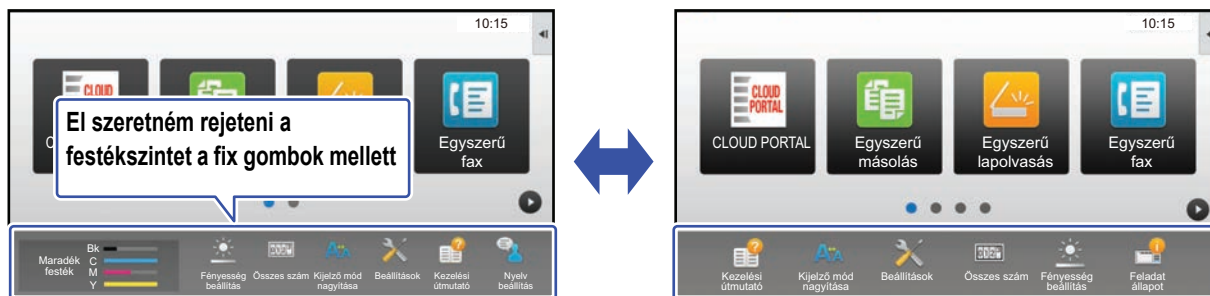 10:15
CLOUD
El szeretném rejeteni a
festékszintet a fix gombok mellett
Egyszerű
fax
Maradék
festék
Bk
C
M
Y
Fényesség
beállítás
Összes szám
Kijelző mód
nagyítása
Beállítások
Kezelési
útmutató
Nyelv
beállítás
10:15
CLOUD
PORTAL
CLOUD PORTAL
Egyszerű
másolás
Egyszerű
lapolvasás
Egyszerű
fax
Kezelési
útmutató
Kijelző mód
nagyítása
Beállítások
Összes szám
Fényesség
beállítás
Feladat
állapot